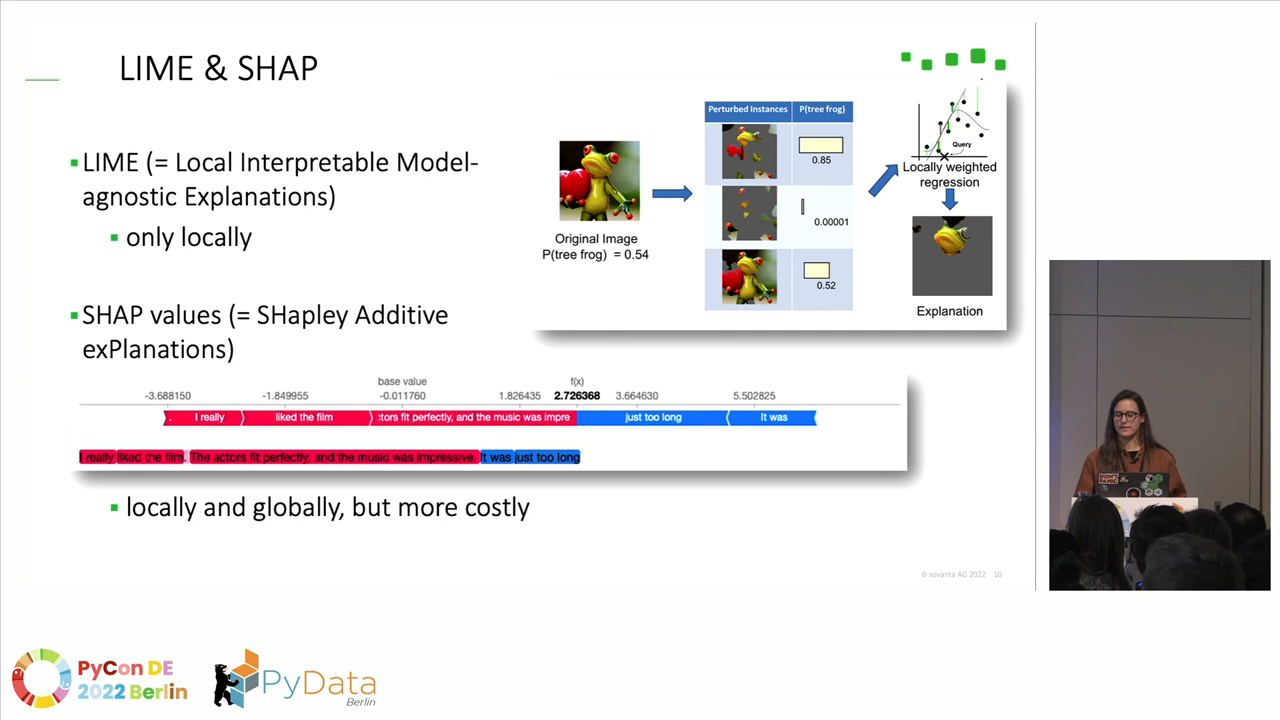 LIME & SHAP
▪LIME (= Local Interpretable Model-
agnostic Explanations)
▪ only locally
▪SHAP values (= SHapley Additive
exPlanations)
Original Image
P(tree frog) = 0.54
Perturbed Instances P(tree frog)
0.85
0.00001
0.52
Query
Locally weighted
regression
Explanation
base value f(x)
-3.688150 -1.849955 -0.011760 1.826435 2.726368 3.664630 5.502825
. I really liked the film :tors fit perfectly, and the music was impre just too long It was
I really liked the film. The actors fit perfectly, and the music was impressive. It was just too long
▪ locally and globally, but more costly
© sovanta AG 2022 10
DON'T PANIC
PyCon DE
2022 Berlin
PyData
Berlin